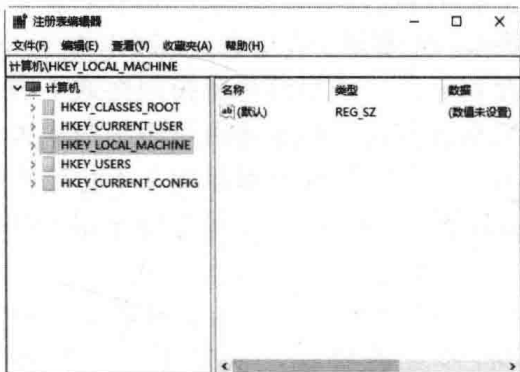 注册表编辑器
文件(F) 编辑(E) 查看(V) 收藏夹(A) 帮助(H)
计算机\HKEY_LOCAL_MACHINE
计算机
HKEY_CLASSES_ROOT
HKEY_CURRENT_USER
HKEY_LOCAL_MACHINE
HKEY_USERS
HKEY_CURRENT_CONFIG
名称 类型 数据
ab (默认) REG_SZ (数值未设置)